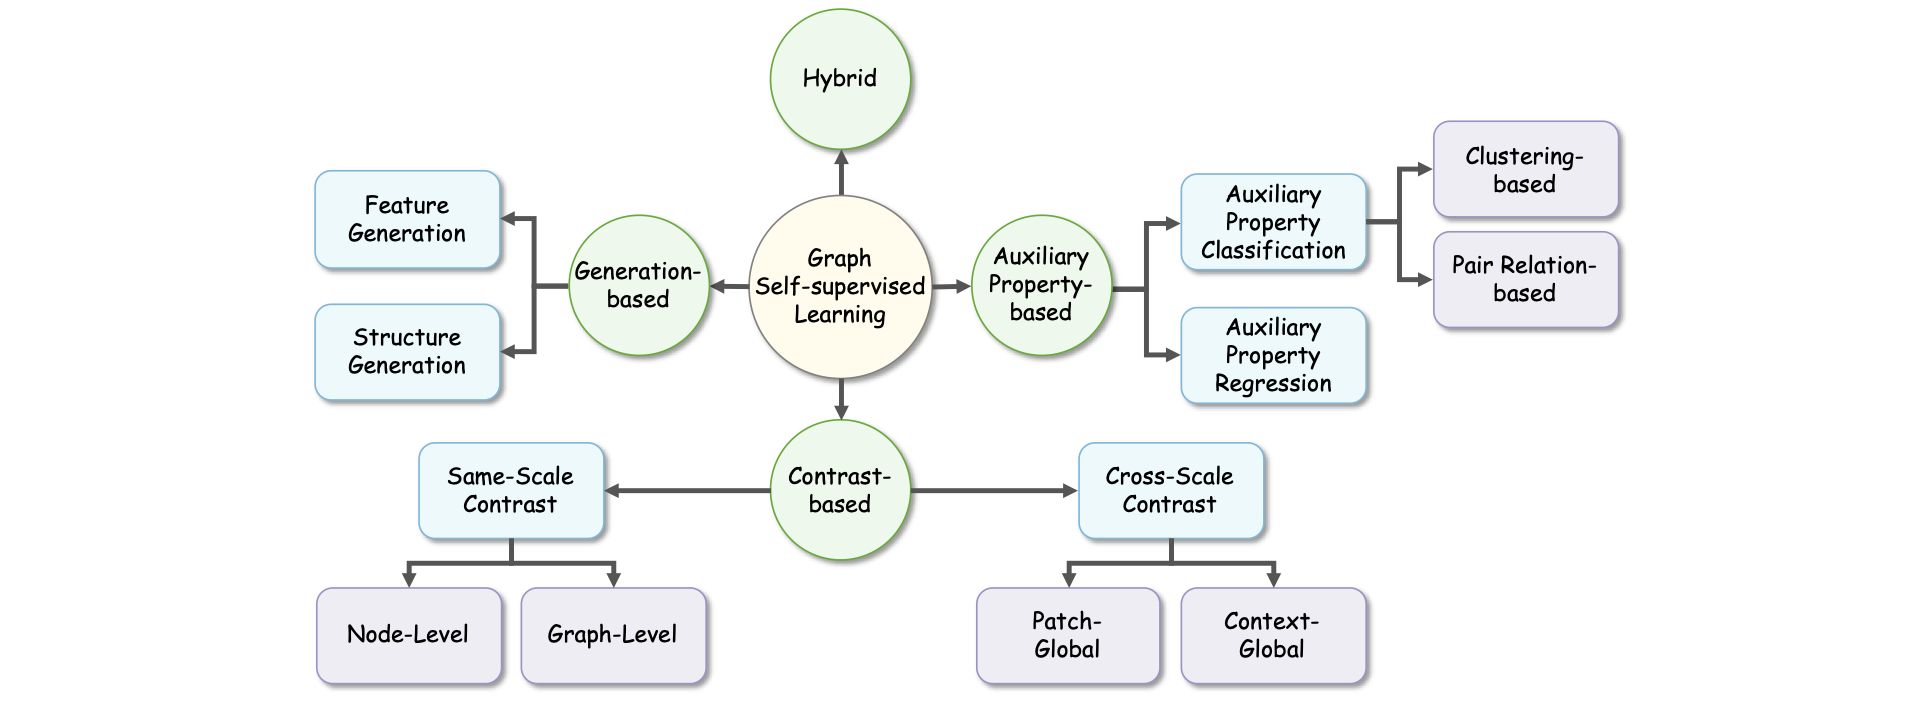 Hybrid
Feature
Generation
Structure
Generation
Generation-
based
Graph
Self-supervised
Learning
Auxiliary
Property-
based
Auxiliary
Property
Classification
Auxiliary
Property
Regression
Clustering-
based
Pair Relation-
based
Same-Scale
Contrast
Contrast-
based
Cross-Scale
Contrast
Node-Level
Graph-Level
Patch-
Global
Context-
Global